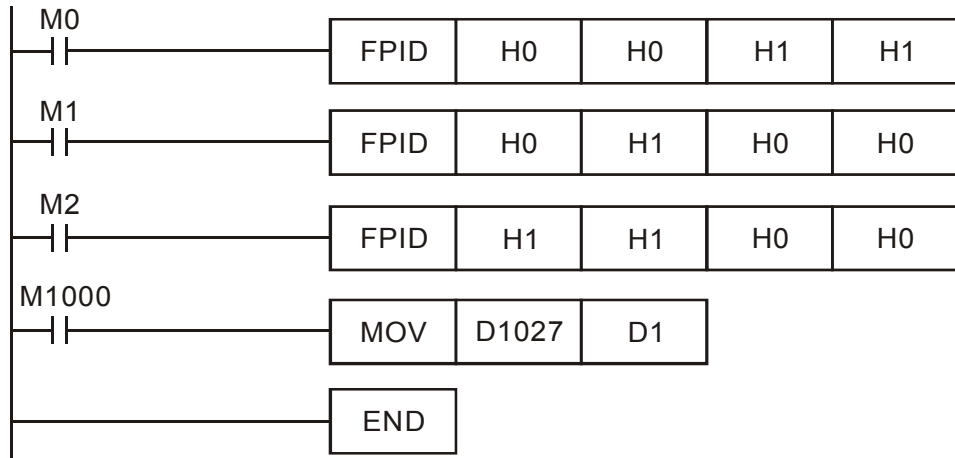 M0
FPID H0 H0 H1 H1
M1
FPID H0 H1 H0 H0
M2
FPID H1 H1 H0 H0
M1000
MOV D1027 D1
END